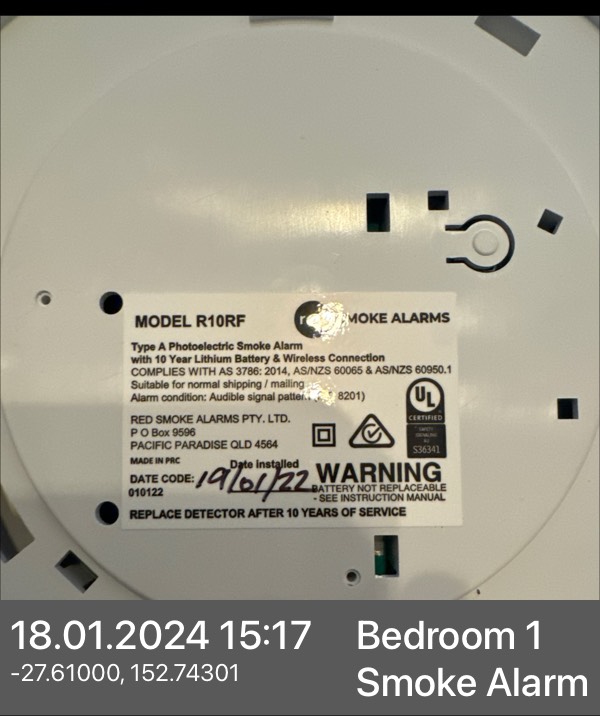 MODEL R10RF
SMOKE ALARMS
Type A Photoelectric Smoke Alarm
with 10 Year Lithium Battery & Wireless Connection
COMPLIES WITH AS 3786: 2014, AS/NZS 60065 & AS/NZS 60950.1
Suitable for normal shipping / mailing
Alarm condition: Audible signal 8201)
RED SMOKE ALARMS PTY. LTD.
P O Box 9596
PACIFIC PARADISE QLD 4564
UL
CERTIFIED
S36341
MADE IN PRC
Date installed
DATE CODE: 19/01/22
010122
WARNING
BATTERY NOT REPLACEABLE
- SEE INSTRUCTION MANUAL
REPLACE DETECTOR AFTER 10 YEARS OF SERVICE
18.01.2024 15:17
-27.61000, 152.74301
Bedroom 1
Smoke Alarm